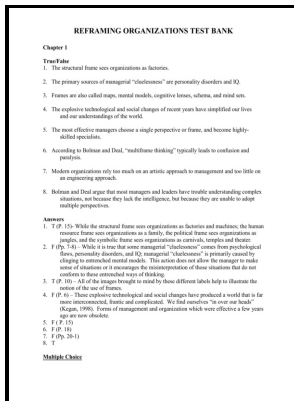 REFRAMING ORGANIZATIONS TEST BANK
Chapter 1
True/False
1. The structural frame sees organizations as factories.
2. The primary sources of managerial "cluelessness" are personality disorders and IQ.
3. Frames are also called maps, mental models, cognitive lenses, schema, and mind sets.
4. The explosive technological and social changes of recent years have simplified our lives
and our understandings of the world.
5. The most effective managers choose a single perspective or frame, and become highly-
skilled specialists.
6. According to Bolman and Deal, "multiframe thinking" typically leads to confusion and
paralysis.
7. Modern organizations rely too much on an artistic approach to management and too little on
an engineering approach.
8. Bolman and Deal argue that most managers and leaders have trouble understanding complex
situations, not because they lack the intelligence, but because they are unable to adopt
multiple perspectives.
Answers
1. T (P. 15)- While the structural frame sees organizations as factories and machines; the human
resource frame sees organizations as a family, the political frame sees organizations as
jungles, and the symbolic frame sees organizations as carnivals, temples and theater.
2. F (Pp. 7-8) – While it is true that some managerial "cluelessness" comes from psychological
flaws, personality disorders, and IQ; managerial "cluelessness" is primarily caused by
clinging to entrenched mental models. This action does not allow the manager to make
sense of situations or it encourages the misinterpretation of those situations that do not
conform to these entrenched ways of thinking.
3. T (P. 10) – All of the images brought to mind by these different labels help to illustrate the
notion of the use of frames.
4. F (P. 6) – These explosive technological and social changes have produced a world that is far
more interconnected, frantic and complicated. We find ourselves "in over our heads"
(Kegan, 1998). Forms of management and organization which were effective a few years
ago are now obsolete.
5. F ( P. 15)
6. F (P. 18)
7. F (Pp. 20-1)
8. T
Multiple Choice